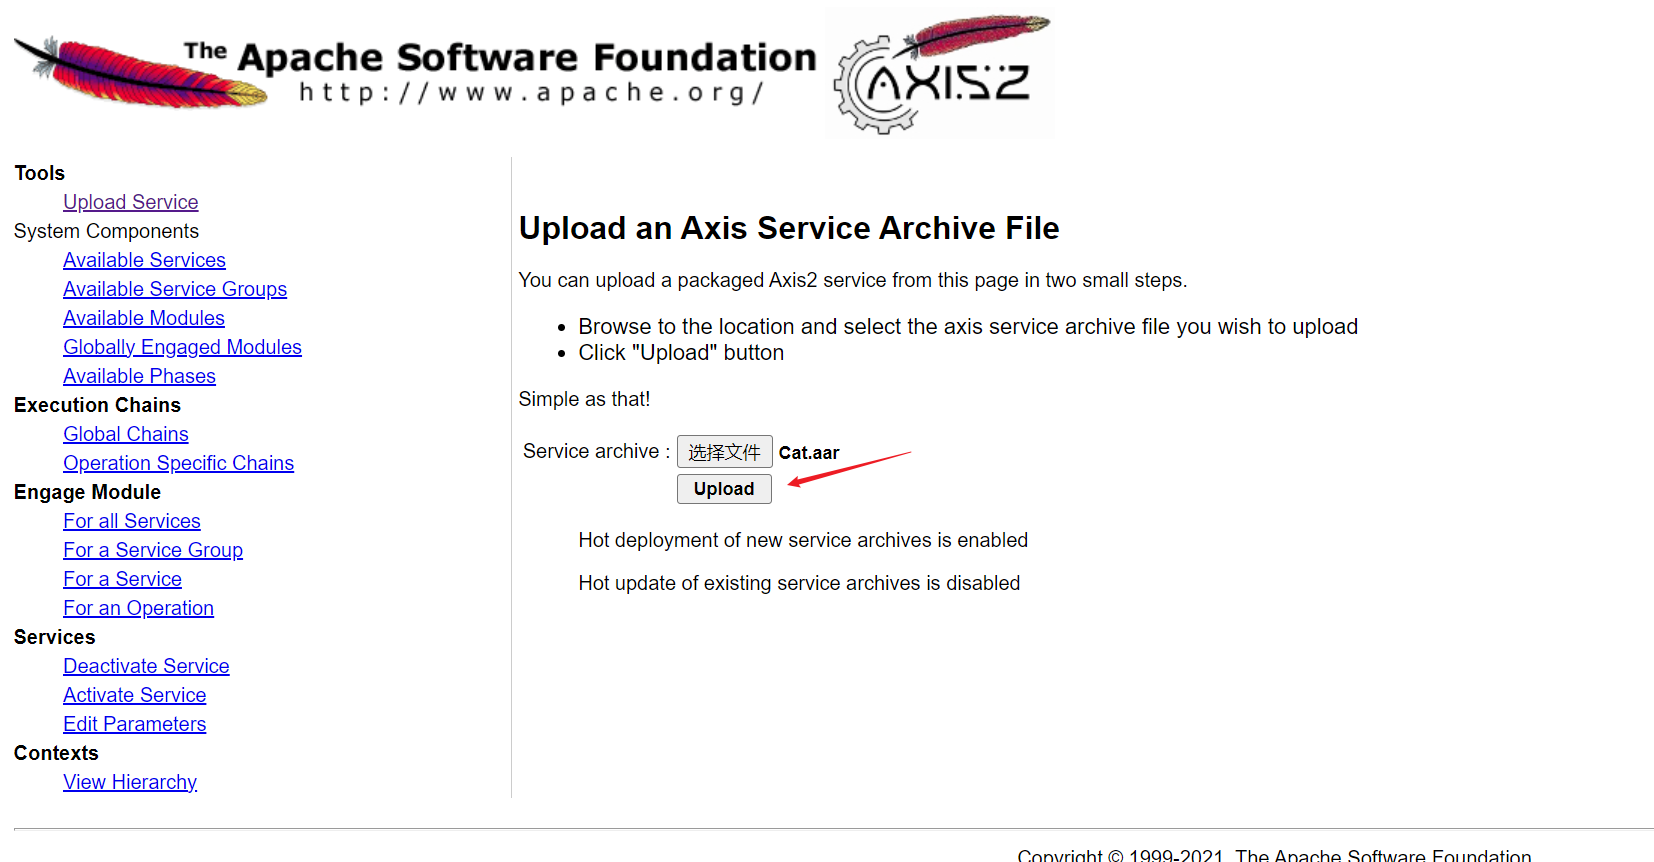 The Apache Software Foundation
http://www.apache.org/
AXIS2
Tools
Upload Service
System Components
Available Services
Available Service Groups
Available Modules
Globally Engaged Modules
Available Phases
Execution Chains
Global Chains
Operation Specific Chains
Engage Module
For all Services
For a Service Group
For a Service
For an Operation
Services
Deactivate Service
Activate Service
Edit Parameters
Contexts
View Hierarchy
Upload an Axis Service Archive File
You can upload a packaged Axis2 service from this page in two small steps.
Browse to the location and select the axis service archive file you wish to upload
Click "Upload" button
Simple as that!
Service archive : 选择文件 Cat.aar
Upload
Hot deployment of new service archives is enabled
Hot update of existing service archives is disabled
Copyright © 1999-2021, The Apache Software Foundation